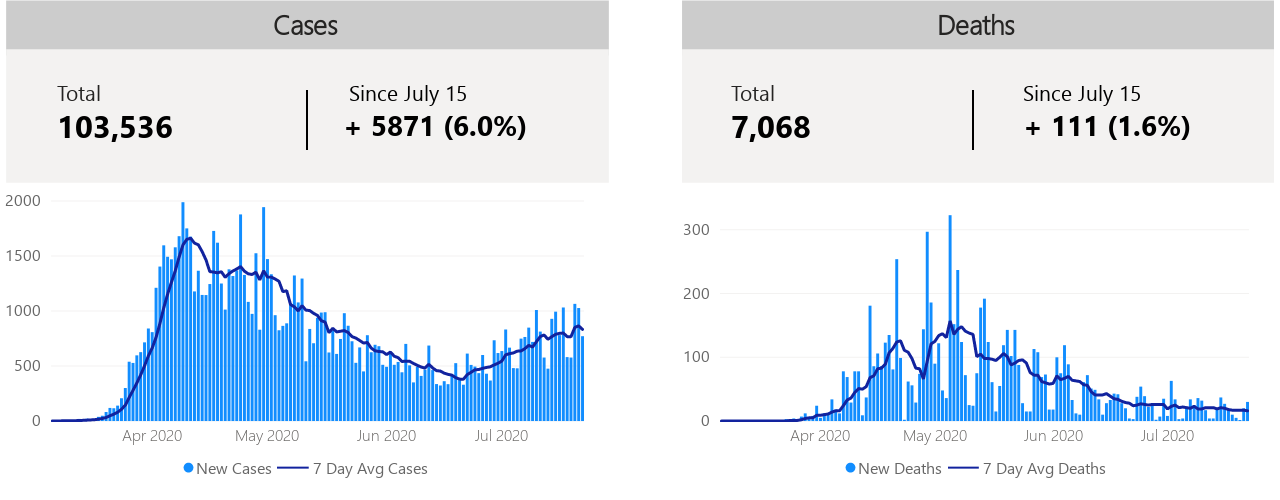 Cases
Total
103,536
Since July 15
+ 5871 (6.0%)
2000
1500
1000
500
0
Apr 2020 May 2020 Jun 2020 Jul 2020
New Cases 7 Day Avg Cases
Deaths
Total
7,068
Since July 15
+ 111 (1.6%)
300
200
100
0
Apr 2020 May 2020 Jun 2020 Jul 2020
New Deaths 7 Day Avg Deaths